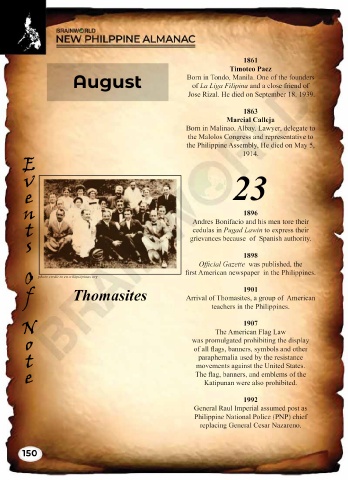 BRAINWORLD
NEW PHILPPINE ALMANAC
August
1861
Timoteo Paez
Born in Tondo, Manila. One of the founders
of La Liga Filipina and a close friend of
Jose Rizal. He died on September 18, 1939.
1863
Marcial Calleja
Born in Malinao, Albay, Lawyer, delegate to
the Malolos Congress and representative to
the Philippine Assembly, He died on May 5,
1914.
23
1896
Andres Bonifacio and his men tore their
cedulas in Pugad Lawin to express their
grievances because of Spanish authority.
1898
Official Gazette was published, the
first American newspaper in the Philippines.
1901
Arrival of Thomasites, a group of American
teachers in the Philippines.
1907
The American Flag Law
was promulgated prohibiting the display
of all flags, banners, symbols and other
paraphernalia used by the resistance
movements against the United States.
The flag, banners, and emblems of the
Katipunan were also prohibited.
1992
General Raul Imperial assumed post as
Philippine National Police (PNP) chief
replacing General Cesar Nazareno.
Events Of Note
Thomasites
150